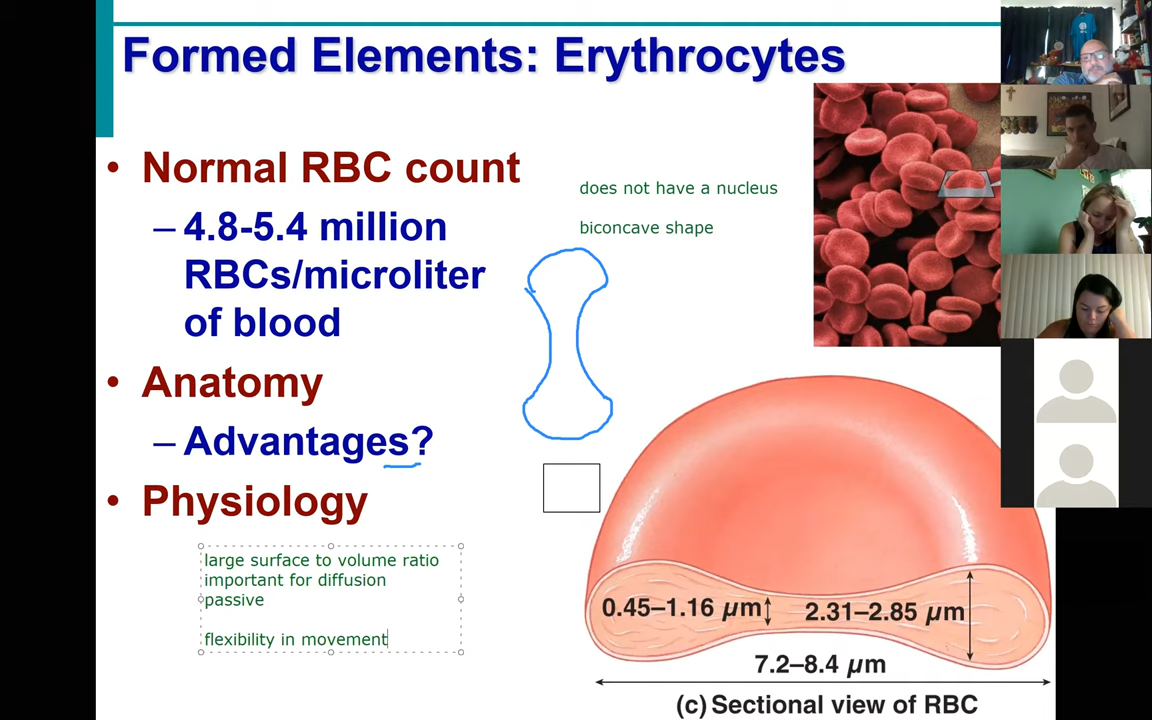 Formed Elements: Erythrocytes
• Normal RBC count
– 4.8-5.4 million
RBCs/microliter
of blood
• Anatomy
– Advantages?
• Physiology
does not have a nucleus
biconcave shape
large surface to volume ratio
important for diffusion
passive
flexibility in movement
0.45–1.16 µm
2.31–2.85 µm
7.2–8.4 µm
(c) Sectional view of RBC